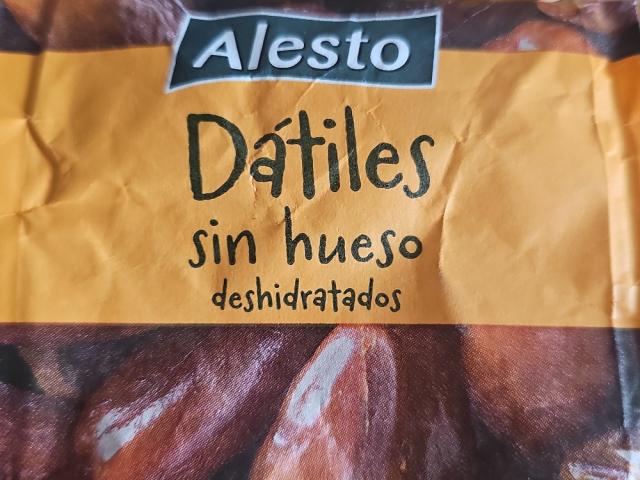 Alesto
Dátiles
sin hueso
deshidratados